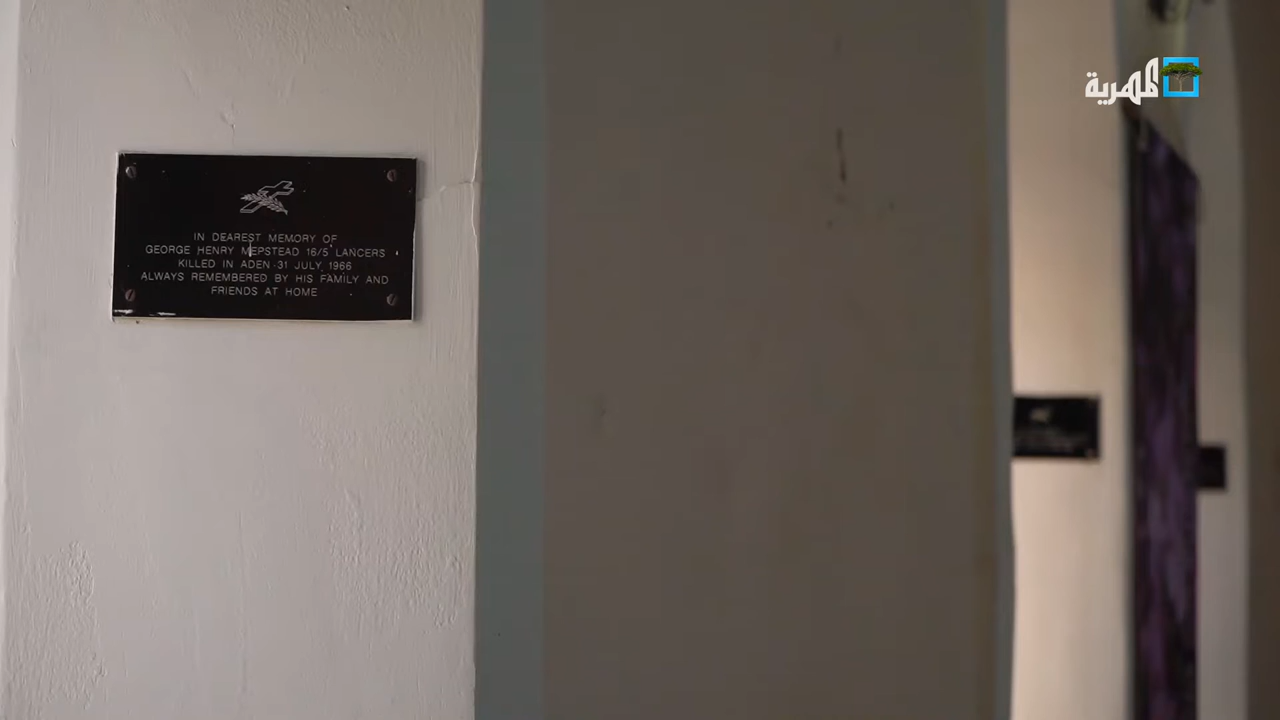 المهرية
IN DEAREST MEMORY OF
GEORGE HENRY MEPSTEAD 16/5 LANCERS
KILLED IN ADEN 31 JULY 1966
ALWAYS REMEMBERED BY HIS FAMILY AND
FRIENDS AT HOME